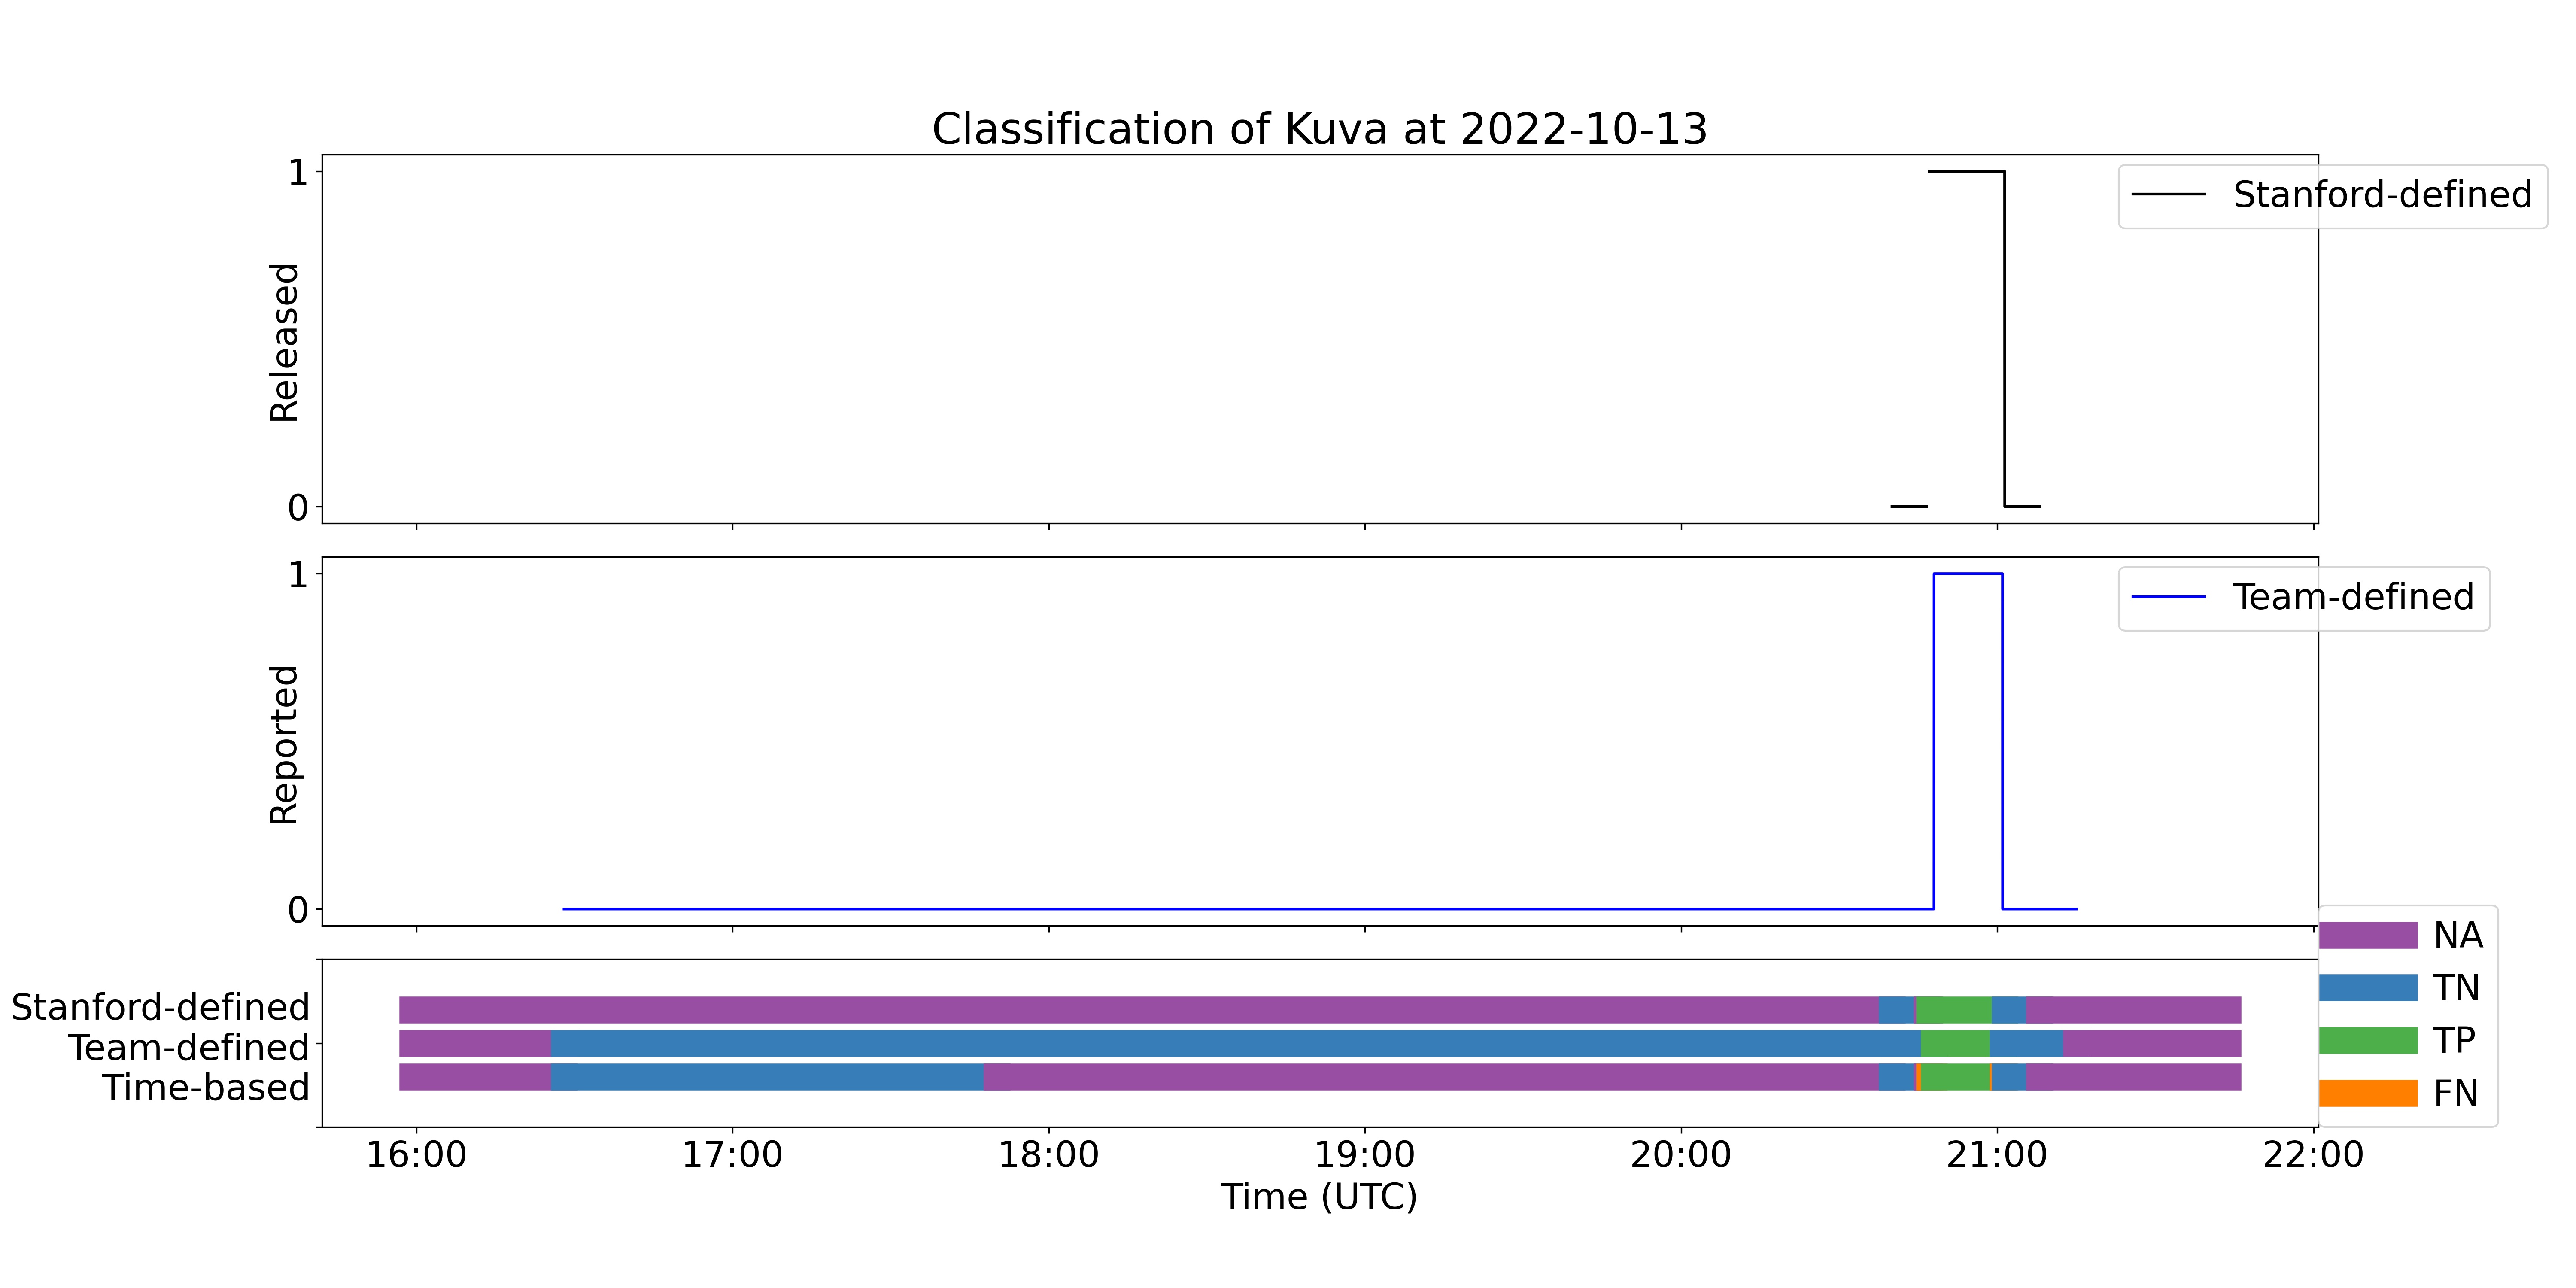 Classification of Kuva at 2022-10-13
1
0
Released
Stanford-defined
1
0
Reported
Team-defined
Stanford-defined
Team-defined
Time-based
NA
TN
TP
FN
16:00 17:00 18:00 19:00 20:00 21:00 22:00
Time (UTC)